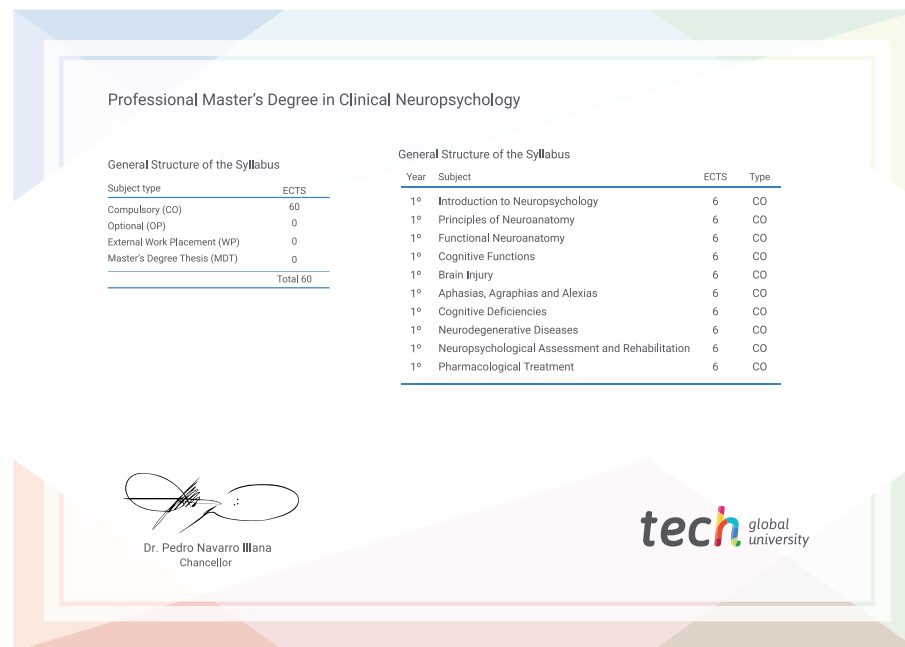 Professional Master's Degree in Clinical Neuropsychology
General Structure of the Syllabus
Subject type ECTS
Compulsory (CO) 60
Optional (OP) 0
External Work Placement (WP) 0
Master's Degree Thesis (MDT) 0
Total 60
General Structure of the Syllabus
Year Subject ECTS Type
1º Introduction to Neuropsychology 6 CO
1º Principles of Neuroanatomy 6 CO
1º Functional Neuroanatomy 6 CO
1º Cognitive Functions 6 CO
1º Brain Injury 6 CO
1º Aphasias, Agraphias and Alexias 6 CO
1º Cognitive Deficiencies 6 CO
1º Neurodegenerative Diseases 6 CO
1º Neuropsychological Assessment and Rehabilitation 6 CO
1º Pharmacological Treatment 6 CO
Dr. Pedro Navarro Illana
Chancellor
tech global
university